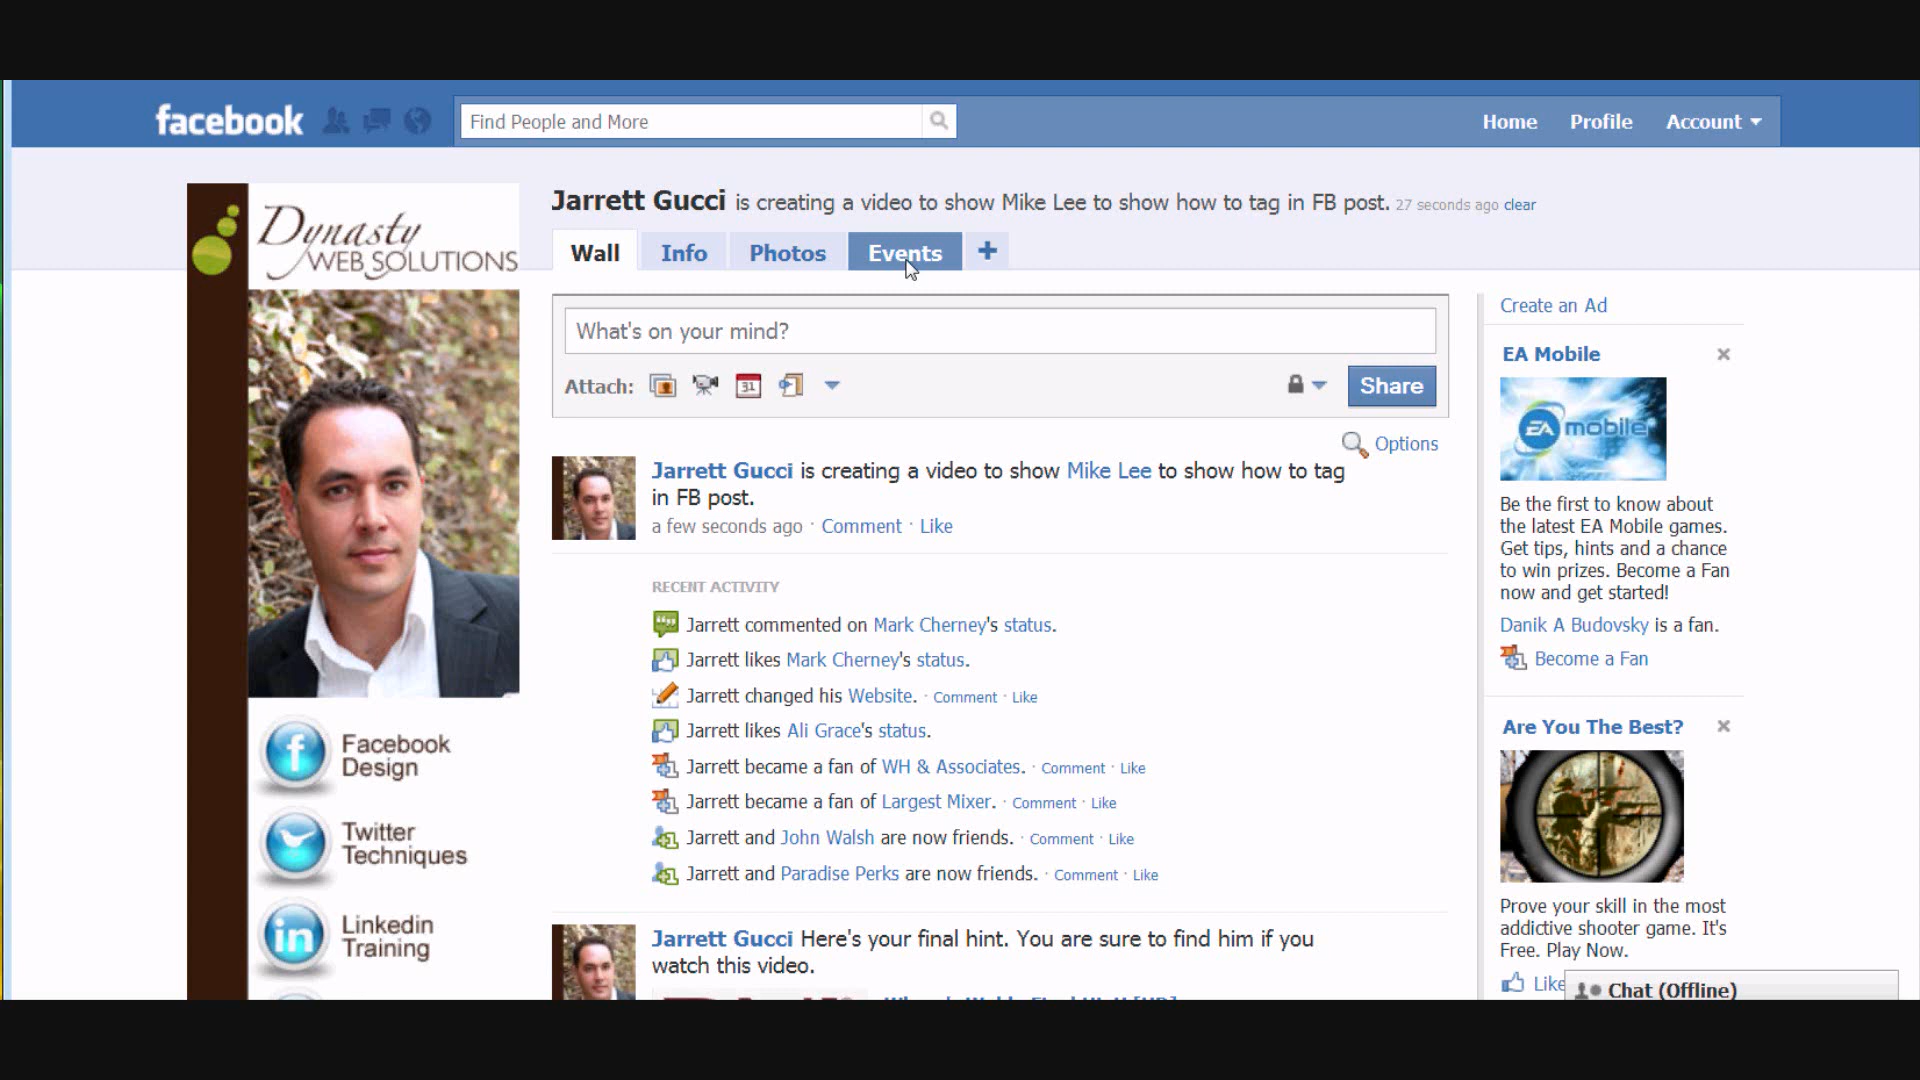 facebook
Find People and More
Home Profile Account
Dynasty
WEB SOLUTIONS
Jarrett Gucci is creating a video to show Mike Lee to show how to tag in FB post. 27 seconds ago clear
Wall Info Photos Events +
What's on your mind?
Attach: 31 Share
Options
Jarrett Gucci is creating a video to show Mike Lee to show how to tag
in FB post.
a few seconds ago · Comment · Like
RECENT ACTIVITY
Jarrett commented on Mark Cherney's status.
Jarrett likes Mark Cherney's status.
Jarrett changed his Website. · Comment · Like
Jarrett likes Ali Grace's status.
Jarrett became a fan of WH & Associates. · Comment · Like
Jarrett became a fan of Largest Mixer. · Comment · Like
Jarrett and John Walsh are now friends. · Comment · Like
Jarrett and Paradise Perks are now friends. · Comment · Like
Jarrett Gucci Here's your final hint. You are sure to find him if you
watch this video.
Facebook
Design
Twitter
Techniques
Linkedin
Training
Create an Ad
EA Mobile
EA mobile
Be the first to know about
the latest EA Mobile games.
Get tips, hints and a chance
to win prizes. Become a Fan
now and get started!
Danik A Budovsky is a fan.
Become a Fan
Are You The Best?
Prove your skill in the most
addictive shooter game. It's
Free. Play Now.
Like
Chat (Offline)